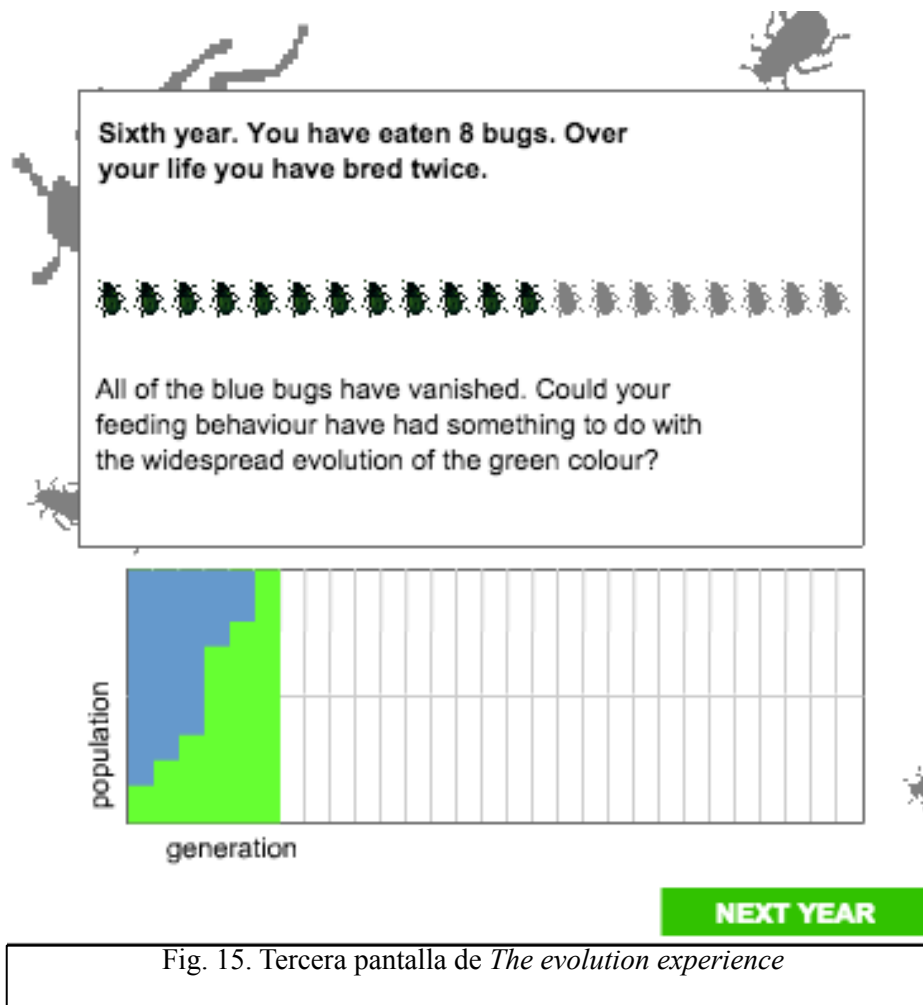 Sixth year. You have eaten 8 bugs. Over
your life you have bred twice.
All of the blue bugs have vanished. Could your
feeding behaviour have had something to do with
the widespread evolution of the green colour?
population
generation
NEXT YEAR
Fig. 15. Tercera pantalla de The evolution experience